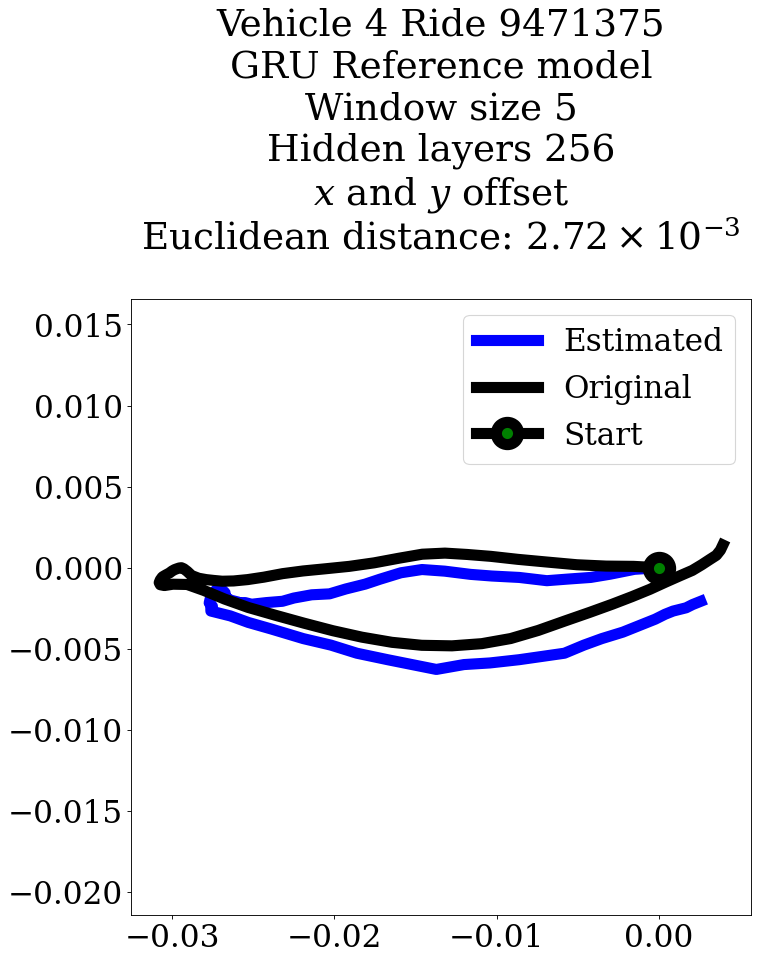 Vehicle 4 Ride 9471375
GRU Reference model
Window size 5
Hidden layers 256
x and y offset
Euclidean distance: 2.72 × 10⁻³
Estimated
Original
Start
0.015
0.010
0.005
0.000
−0.005
−0.010
−0.015
−0.020
−0.03 −0.02 −0.01 0.00